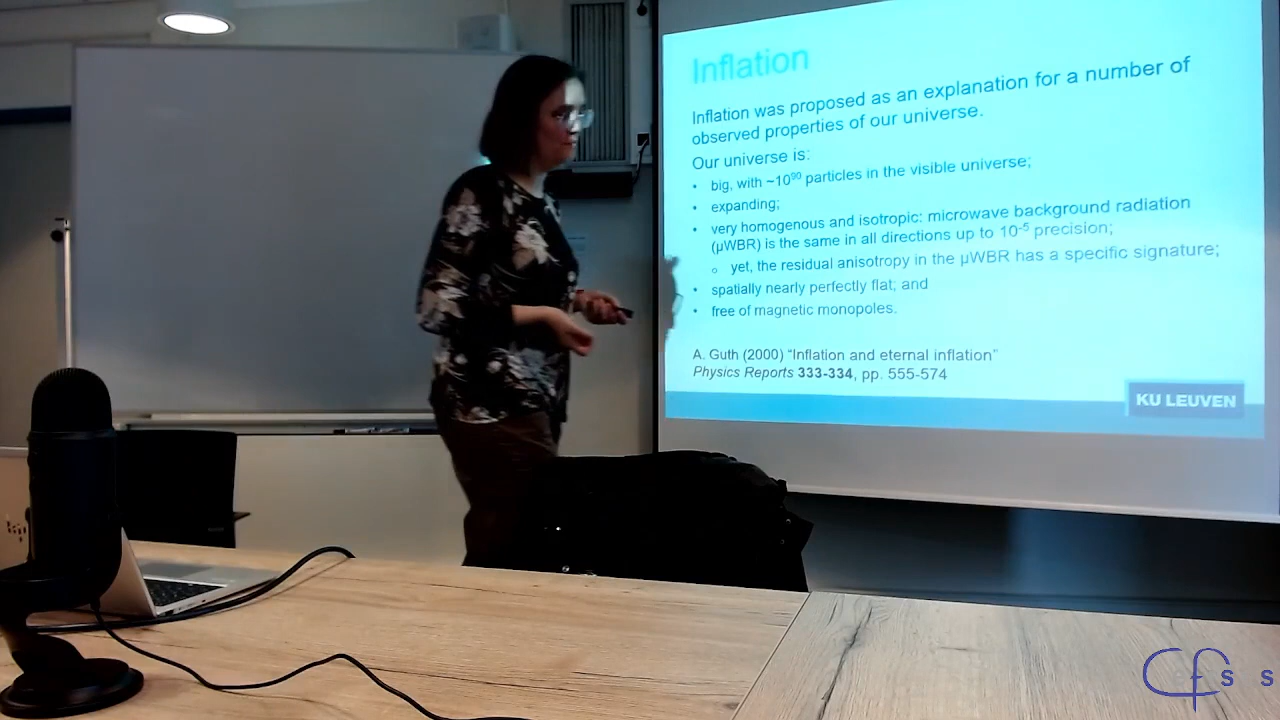 Inflation
Inflation was proposed as an explanation for a number of
observed properties of our universe.
Our universe is:
• big, with ~10⁹⁰ particles in the visible universe;
• expanding;
• very homogenous and isotropic: microwave background radiation
(µWBR) is the same in all directions up to 10⁻⁵ precision;
○ yet, the residual anisotropy in the µWBR has a specific signature;
• spatially nearly perfectly flat; and
• free of magnetic monopoles.
A. Guth (2000) “Inflation and eternal inflation”
Physics Reports 333-334, pp. 555-574
KU LEUVEN
hp
Cfs s